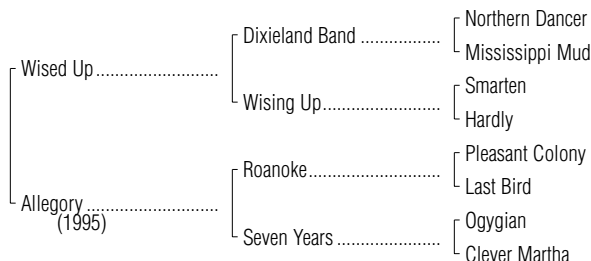 Northern Dancer
Dixieland Band ..................
Mississippi Mud
Wised Up...........................
Smarten
Wising Up.........................
Hardly
Pleasant Colony
Roanoke............................
Last Bird
Allegory............................
(1995)
Ogygian
Seven Years ......................
Clever Martha